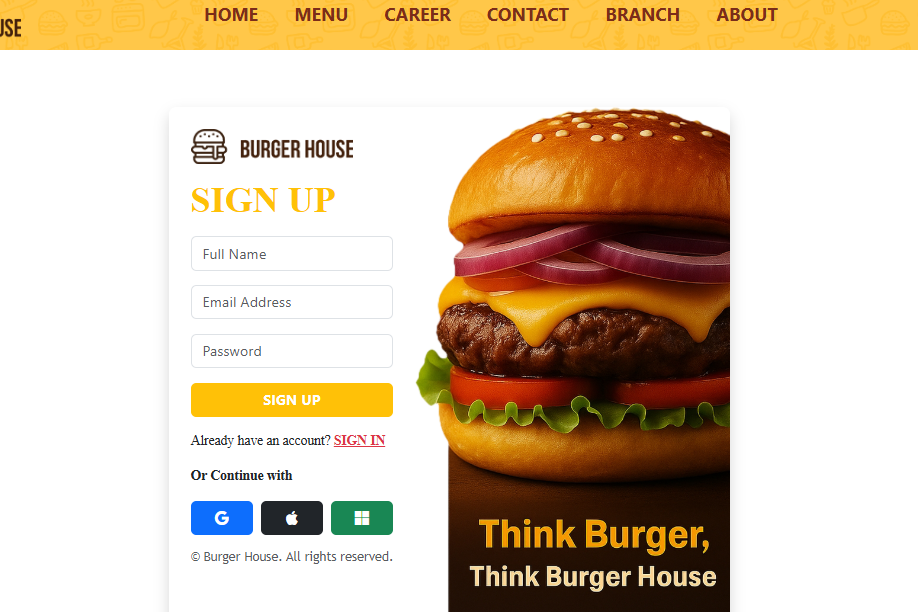 HOME MENU CAREER CONTACT BRANCH ABOUT
BURGER HOUSE
SIGN UP
Full Name
Email Address
Password
SIGN UP
Already have an account? SIGN IN
Or Continue with
© Burger House. All rights reserved.
Think Burger,
Think Burger House